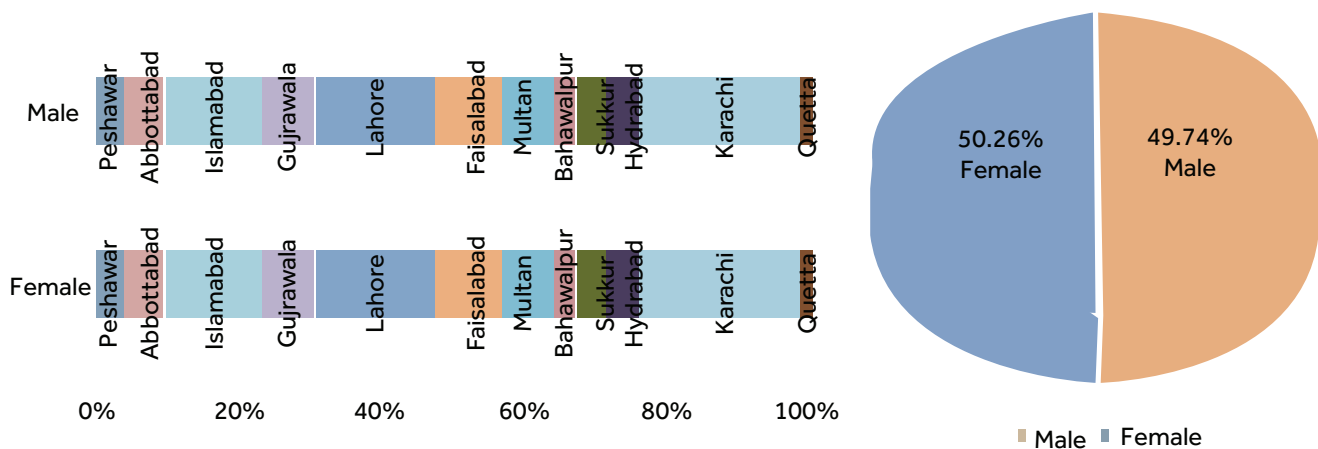 Male
Peshawar
Abbottabad
Islamabad
Gujrawala
Lahore
Faisalabad
Multan
Bahawalpur
Sukkur
Hydrabad
Karachi
Quetta
Female
Peshawar
Abbottabad
Islamabad
Gujrawala
Lahore
Faisalabad
Multan
Bahawalpur
Sukkur
Hydrabad
Karachi
Quetta
0% 20% 40% 60% 80% 100%
50.26%
Female
49.74%
Male
Male Female